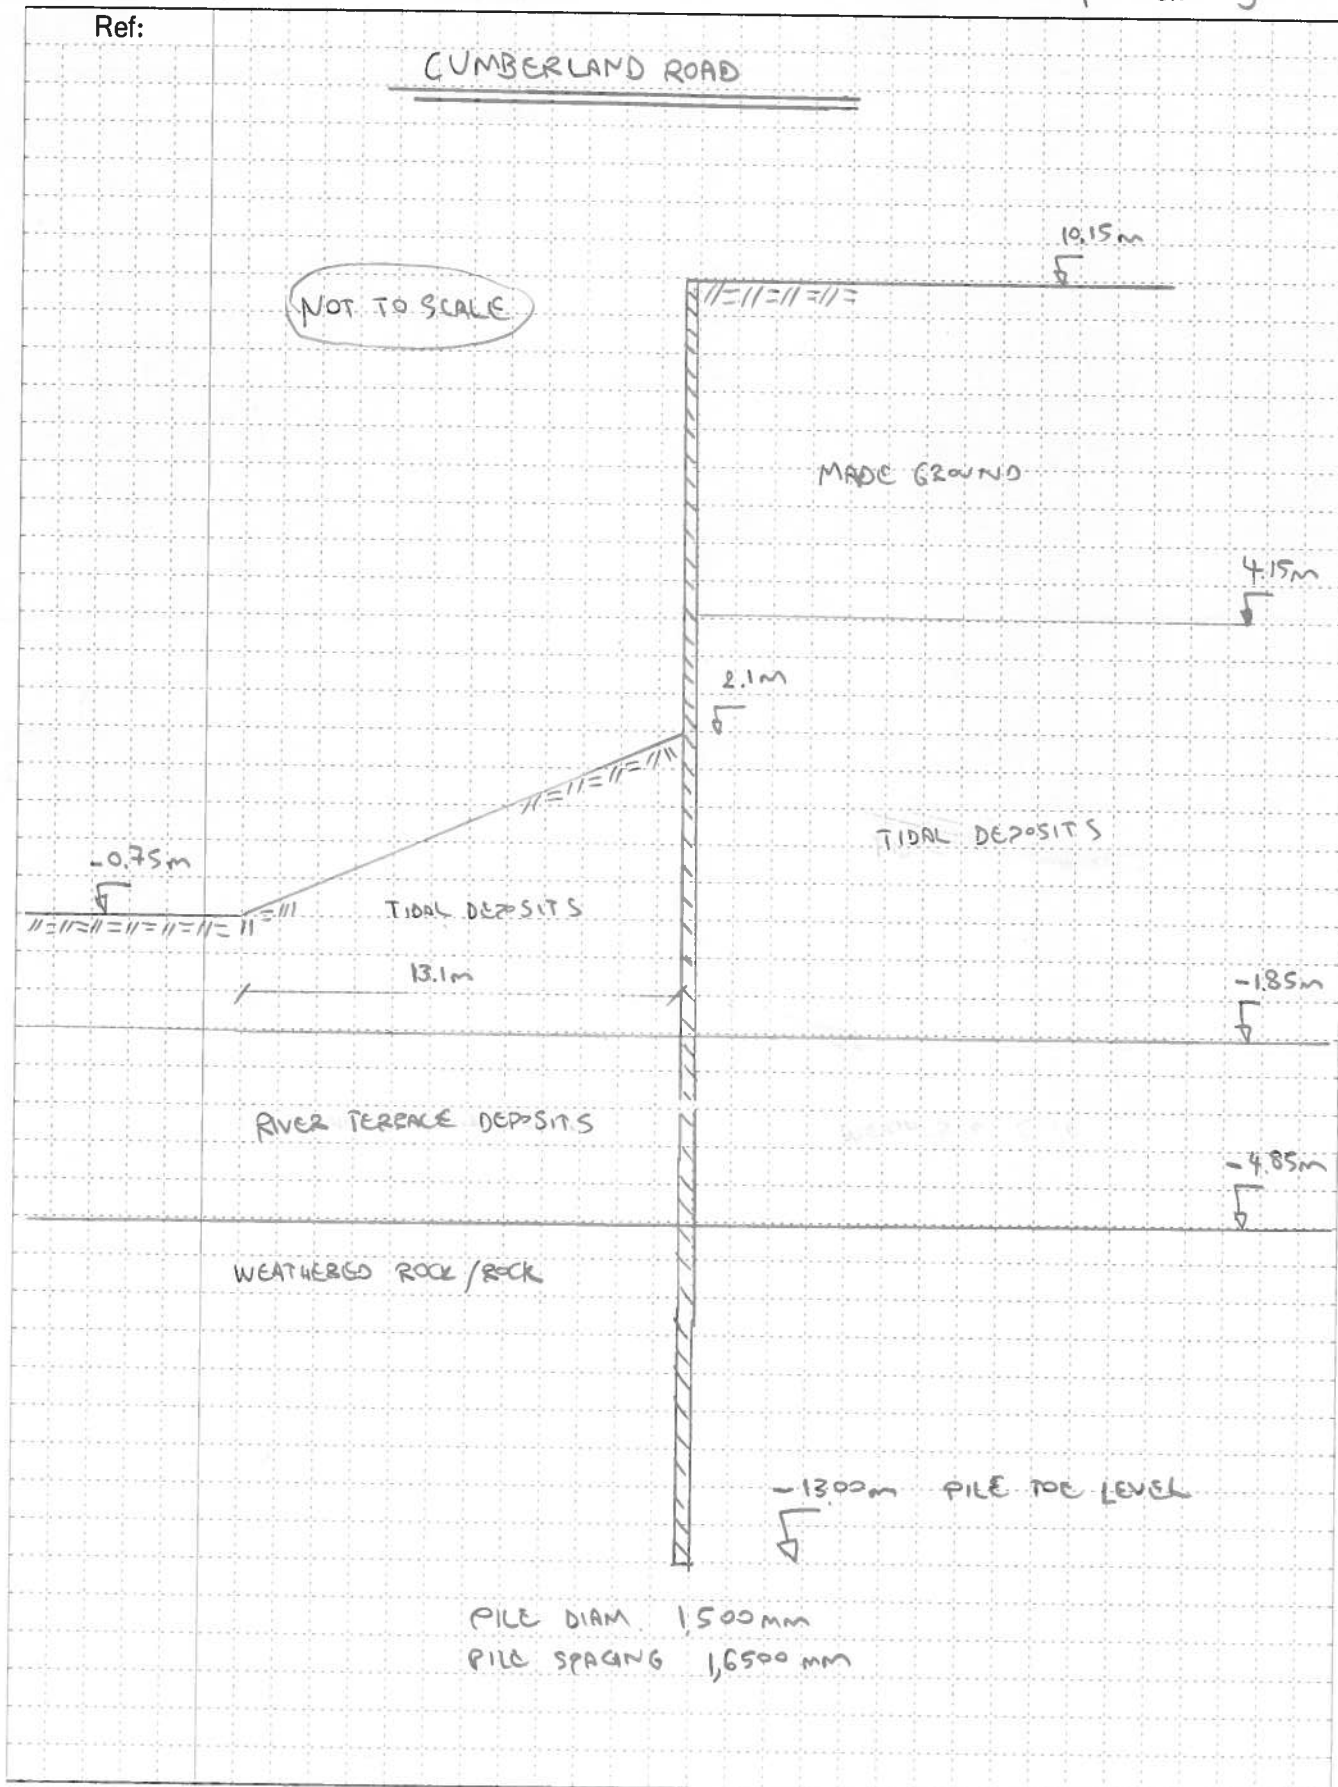 Ref:
CUMBERLAND ROAD
10.15m
NOT TO SCALE
MADE GROUND
4.15m
2.1m
TIDAL DEPOSITS
-0.75m
TIDAL DEPOSITS
13.1m
-1.85m
RIVER TERRACE DEPOSITS
-4.85m
WEATHERED ROCK/ROCK
-13.00m PILE TOE LEVEL
PILE DIAM. 1,500mm
PILE SPACING 1,6500mm